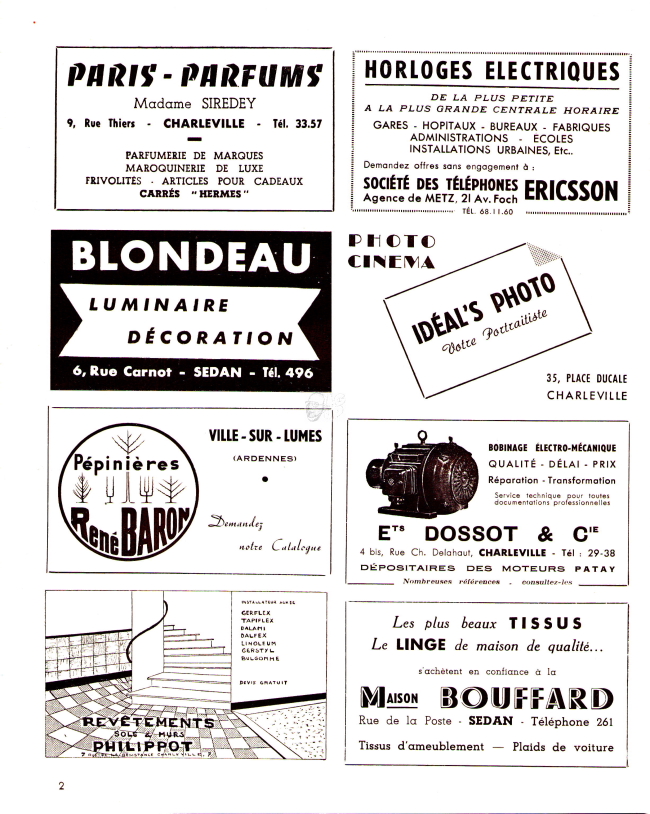 PARIS - PARFUMS
Madame SIREDEY
9, Rue Thiers - CHARLEVILLE - Tél. 33.57
PARFUMERIE DE MARQUES
MAROQUINERIE DE LUXE
FRIVOLITÉS - ARTICLES POUR CADEAUX
CARRÉS "HERMES"
HORLOGES ELECTRIQUES
DE LA PLUS PETITE
A LA PLUS GRANDE CENTRALE HORAIRE
GARES - HOPITAUX - BUREAUX - FABRIQUES
ADMINISTRATIONS - ECOLES
INSTALLATIONS URBAINES, Etc..
Demandez offres sans engagement à :
SOCIÉTÉ DES TÉLÉPHONES ERICSSON
Agence de METZ, 21 Av. Foch
TÉL. 68.11.60
BLONDEAU
LUMINAIRE
DÉCORATION
6, Rue Carnot - SEDAN - Tél. 496
PHOTO
CINEMA
IDÉAL'S PHOTO
Votre Portraitiste
35, PLACE DUCALE
CHARLEVILLE
Pépinières
René BARON
VILLE-SUR-LUMES
(ARDENNES)
Demandez
notre Catalogue
BOBINAGE ÉLECTRO-MÉCANIQUE
QUALITÉ - DÉLAI - PRIX
Réparation - Transformation
Service technique pour toutes
documentations professionnelles
ETS DOSSOT & CIE
4 bis, Rue Ch. Delahaut, CHARLEVILLE - Tél : 29-38
DÉPOSITAIRES DES MOTEURS PATAY
Nombreuses références - consultez-les
INSTALLATEUR AGRÉÉ
GERFLEX
TAPIFLEX
DALAMI
DALFEX
LINOLEUM
GERSTYL
BULGOMME
DEVIS GRATUIT
REVÊTEMENTS
SOLS & MURS
PHILIPPOT
Les plus beaux TISSUS
Le LINGE de maison de qualité...
s'achètent en confiance à la
MAISON BOUFFARD
Rue de la Poste - SEDAN - Téléphone 261
Tissus d'ameublement — Plaids de voiture
2